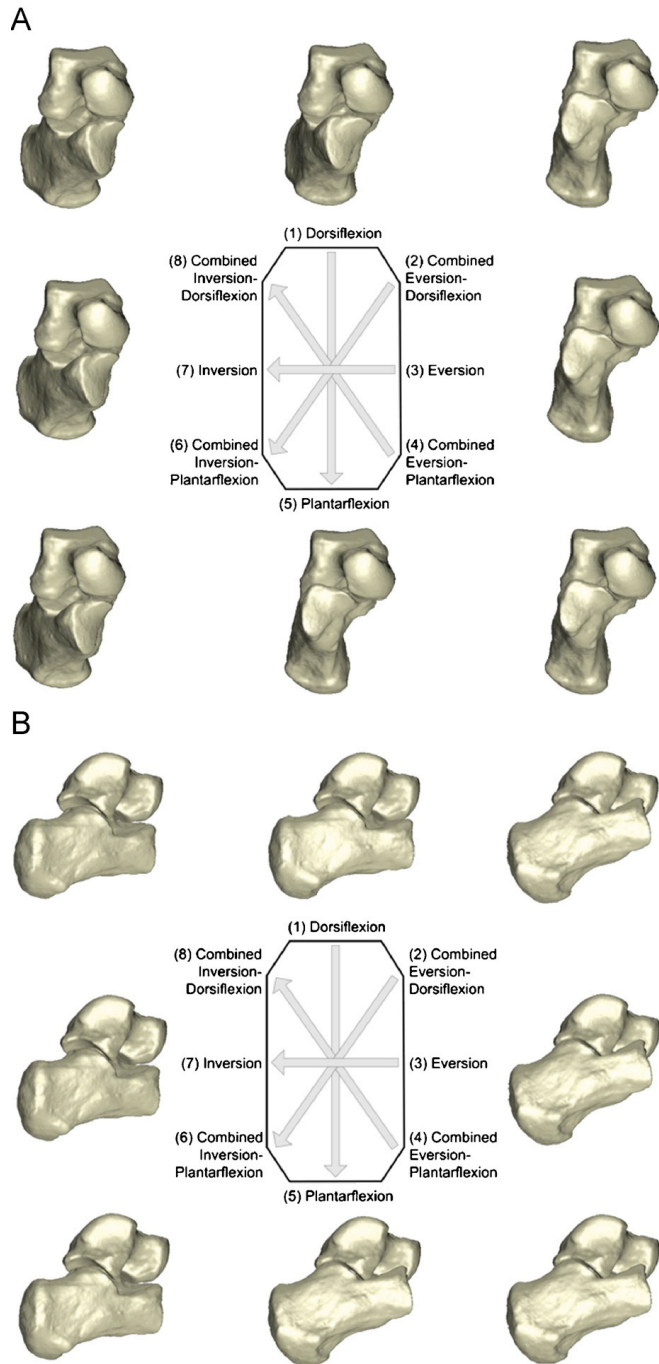 A
(1) Dorsiflexion
(8) Combined
Inversion-
Dorsiflexion
(2) Combined
Eversion-
Dorsiflexion
(7) Inversion
(3) Eversion
(6) Combined
Inversion-
Plantarflexion
(4) Combined
Eversion-
Plantarflexion
(5) Plantarflexion
B
(1) Dorsiflexion
(8) Combined
Inversion-
Dorsiflexion
(2) Combined
Eversion-
Dorsiflexion
(7) Inversion
(3) Eversion
(6) Combined
Inversion-
Plantarflexion
(4) Combined
Eversion-
Plantarflexion
(5) Plantarflexion